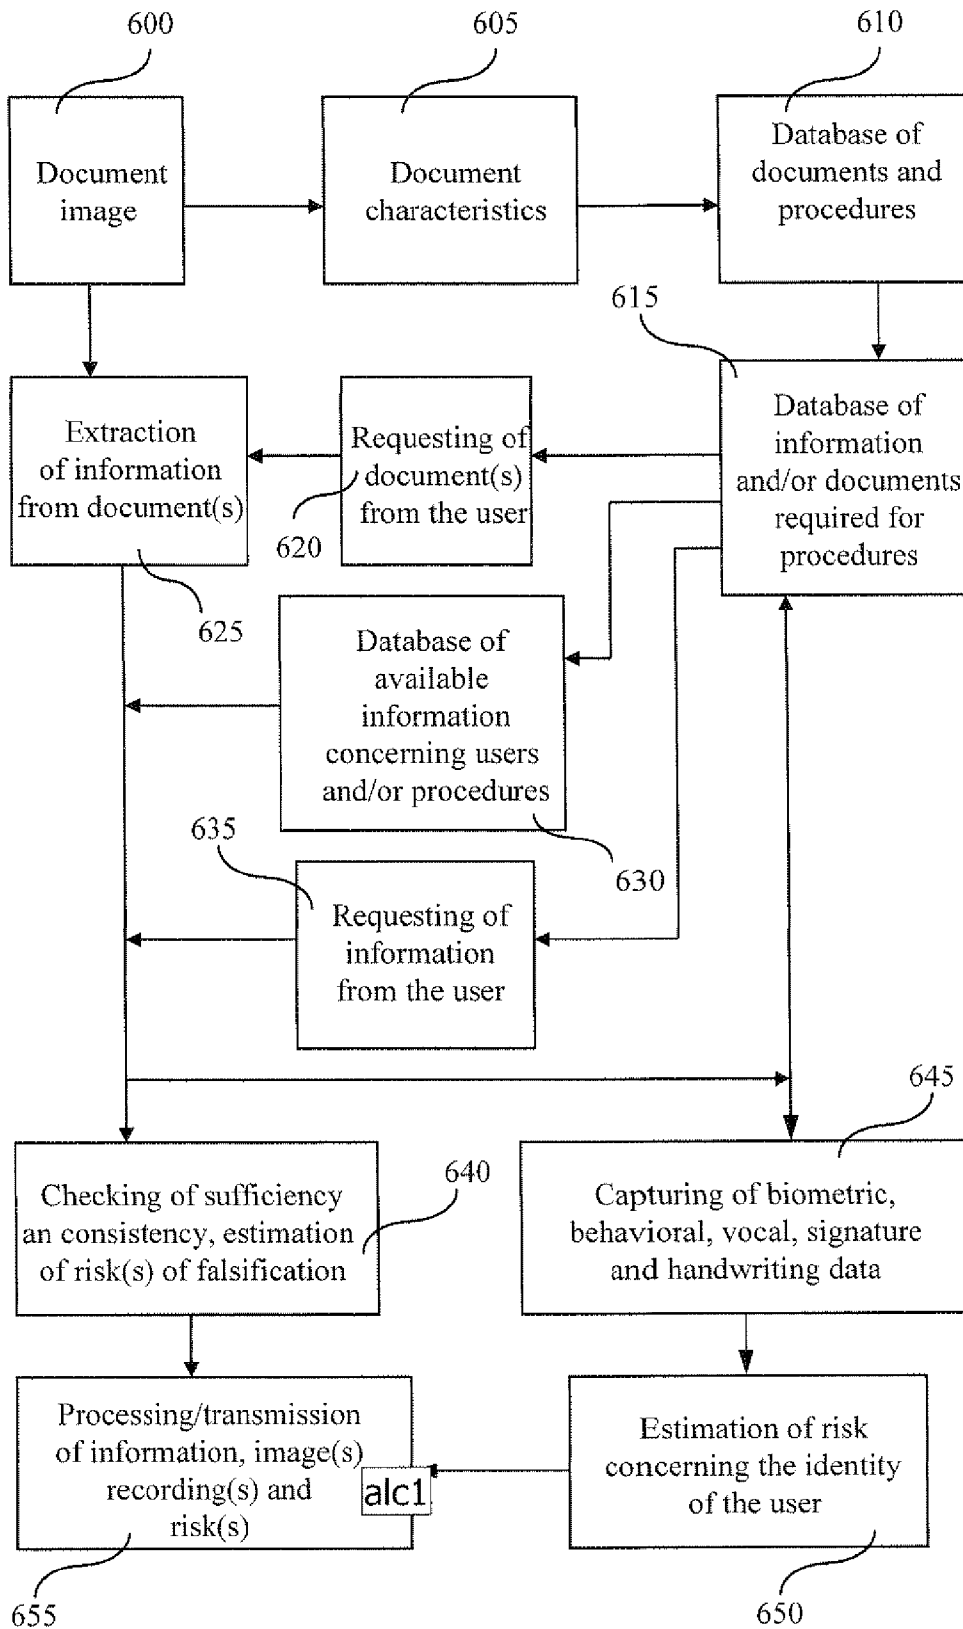 600
605
610
Document
image
Document
characteristics
Database of
documents and
procedures
615
Extraction
of information
from document(s)
Requesting of
document(s)
from the user
620
Database of
information
and/or documents
required for
procedures
625
Database of
available
information
concerning users
and/or procedures
630
635
Requesting of
information
from the user
645
640
Checking of sufficiency
an consistency, estimation
of risk(s) of falsification
Capturing of biometric,
behavioral, vocal, signature
and handwriting data
Processing/transmission
of information, image(s)
recording(s) and
risk(s)
alc1
Estimation of risk
concerning the identity
of the user
655
650